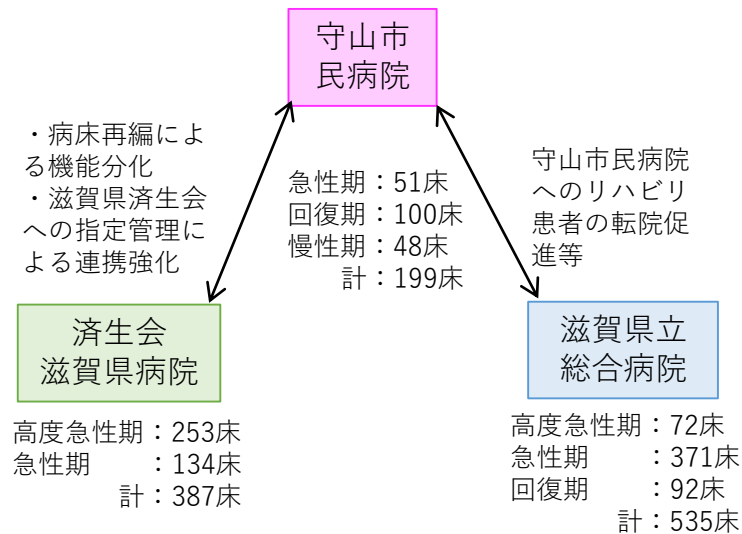 守山市
民病院
・病床再編によ
る機能分化
・滋賀県済生会
への指定管理に
よる連携強化
急性期：51床
回復期：100床
慢性期：48床
計：199床
守山市民病院
へのリハビリ
患者の転院促
進等
済生会
滋賀県病院
高度急性期：253床
急性期　　：134床
計：387床
滋賀県立
総合病院
高度急性期：72床
急性期　　：371床
回復期　　：92床
計：535床